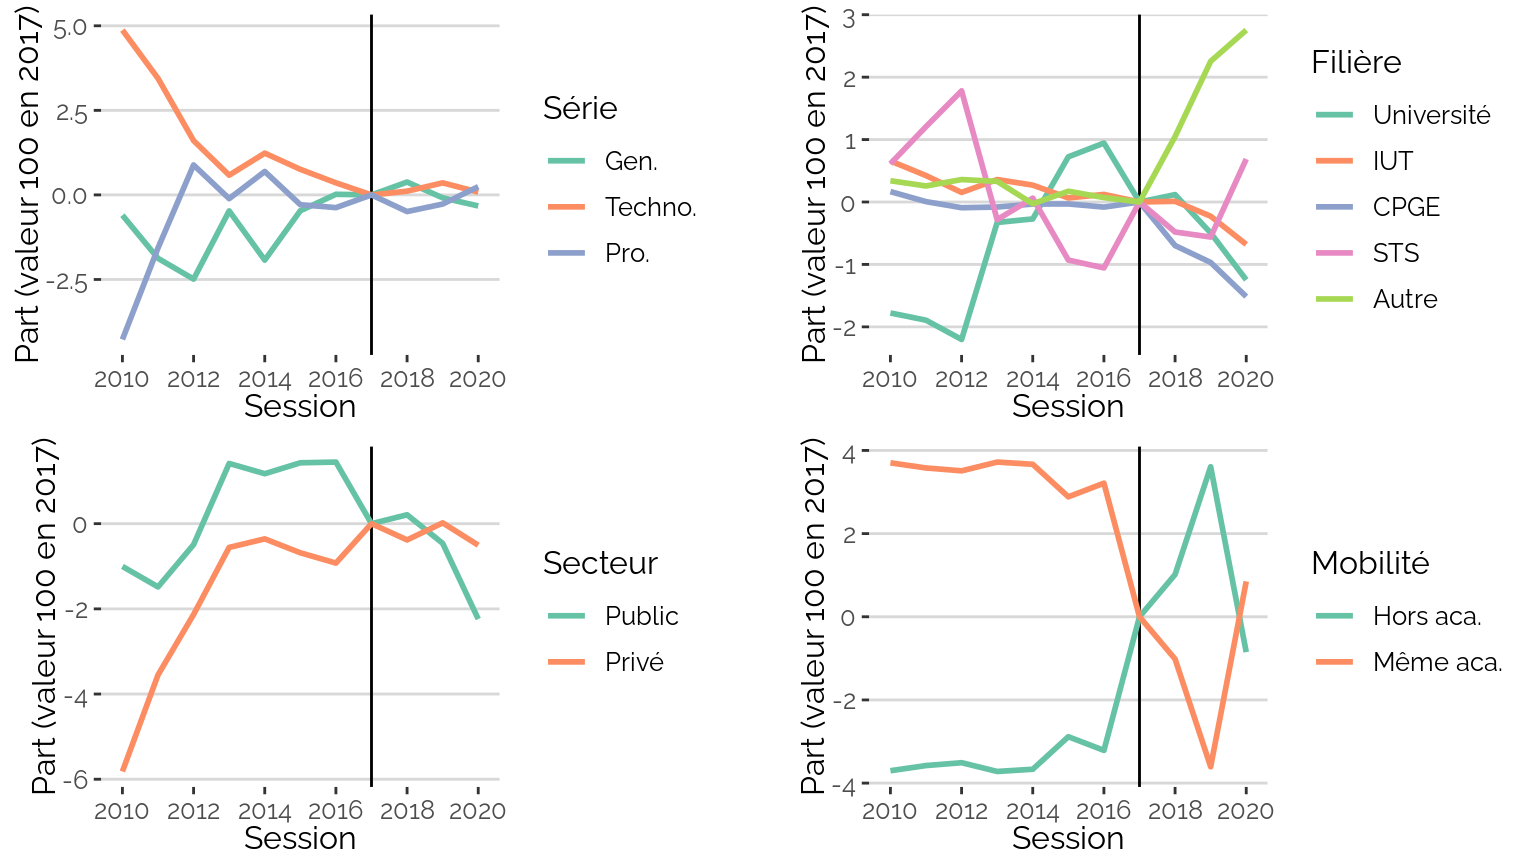 Part (valeur 100 en 2017)
5.0
2.5
0.0
-2.5
2010 2012 2014 2016 2018 2020
Session
Série
Gen.
Techno.
Pro.
Part (valeur 100 en 2017)
3
2
1
0
-1
-2
2010 2012 2014 2016 2018 2020
Session
Filière
Université
IUT
CPGE
STS
Autre
Part (valeur 100 en 2017)
0
-2
-4
-6
2010 2012 2014 2016 2018 2020
Session
Secteur
Public
Privé
Part (valeur 100 en 2017)
4
2
0
-2
-4
2010 2012 2014 2016 2018 2020
Session
Mobilité
Hors aca.
Même aca.